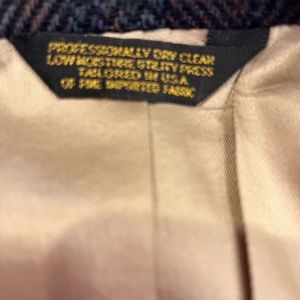 PROFESSIONALLY DRY CLEAN
LOW MOISTURE UTILITY PRESS
TAILORED IN U.S.A.
OF FINE IMPORTED FABRIC